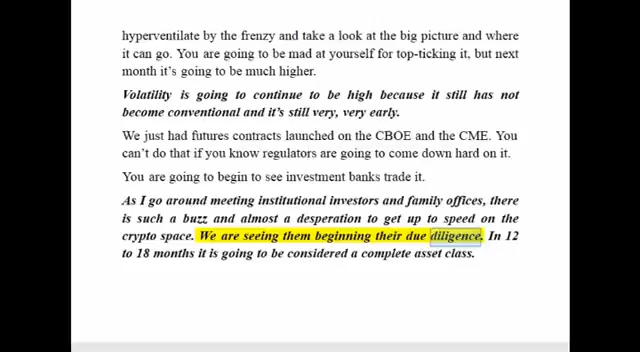 hyperventilate by the frenzy and take a look at the big picture and where
it can go. You are going to be mad at yourself for top-ticking it, but next
month it's going to be much higher.
Volatility is going to continue to be high because it still has not
become conventional and it's still very, very early.
We just had futures contracts launched on the CBOE and the CME. You
can't do that if you know regulators are going to come down hard on it.
You are going to begin to see investment banks trade it.
As I go around meeting institutional investors and family offices, there
is such a buzz and almost a desperation to get up to speed on the
crypto space. We are seeing them beginning their due diligence. In 12
to 18 months it is going to be considered a complete asset class.